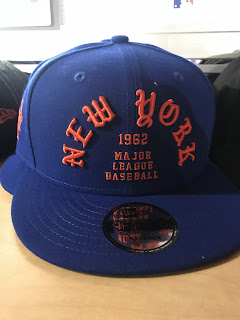 NEW YORK
1962
MAJOR
LEAGUE
BASEBALL